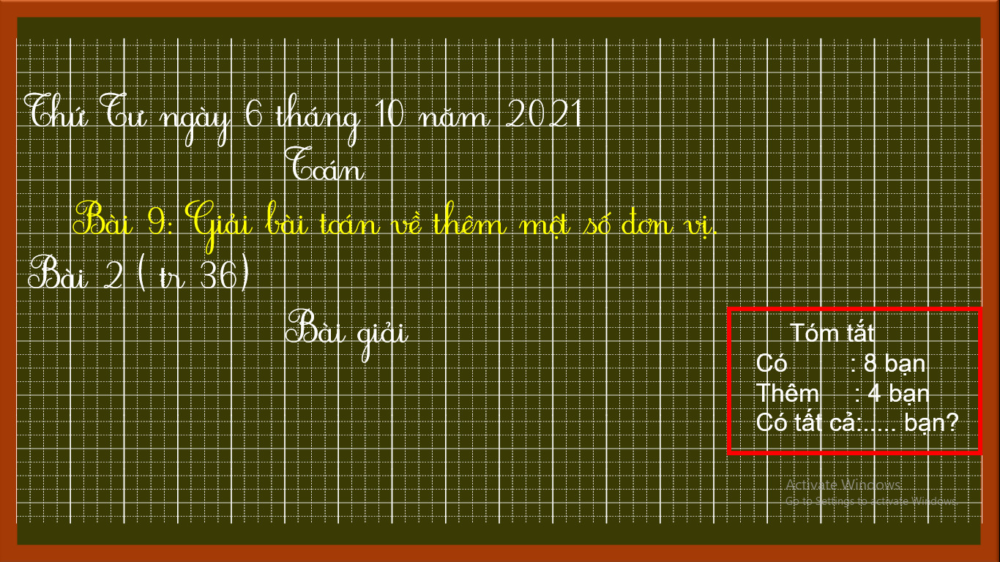 Thứ Tư ngày 6 tháng 10 năm 2021
Toán
Bài 9: Giải bài toán về thêm một số đơn vị.
Bài 2 ( tr 36)
Bài giải
Tóm tắt
Có : 8 bạn
Thêm : 4 bạn
Có tất cả:..... bạn?
Activate Windows
Go to Settings to activate Windows.